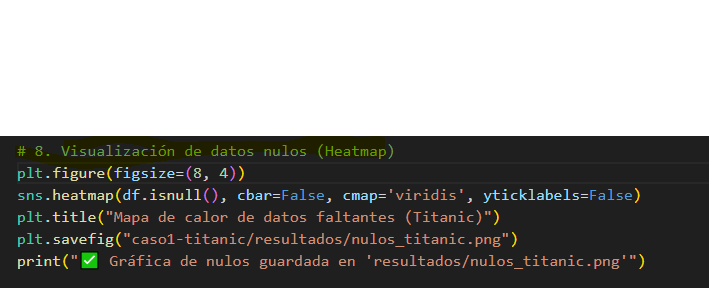 # 8. Visualización de datos nulos (Heatmap)
plt.figure(figsize=(8, 4))
sns.heatmap(df.isnull(), cbar=False, cmap='viridis', yticklabels=False)
plt.title("Mapa de calor de datos faltantes (Titanic)")
plt.savefig("caso1-titanic/resultados/nulos_titanic.png")
print("✅ Gráfica de nulos guardada en 'resultados/nulos_titanic.png'")